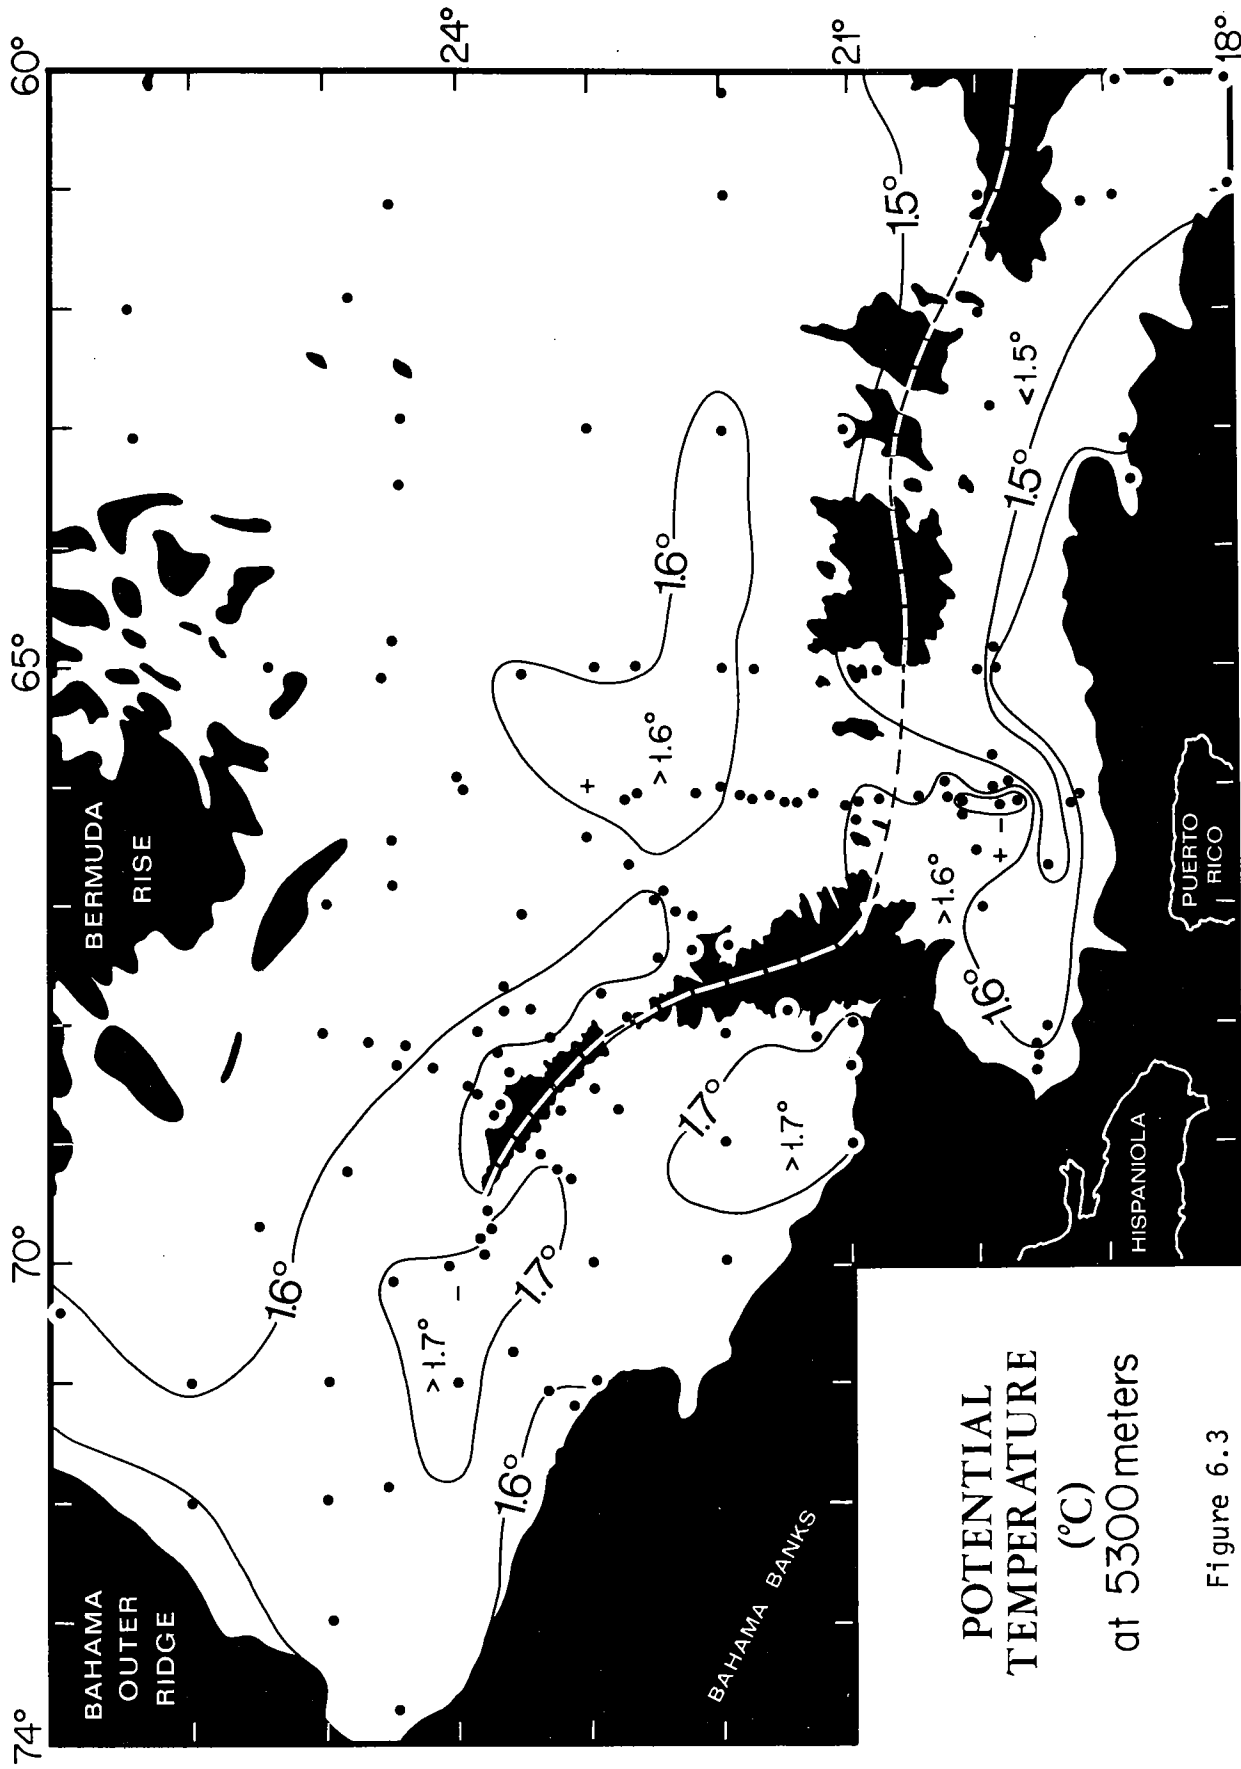 74°
70°
65°
60°
24°
21°
18°
BAHAMA
OUTER
RIDGE
BERMUDA
RISE
1.6°
>1.7°
1.7°
1.6°
1.6°
>1.6°
1.7°
>1.7°
1.5°
1.6°
>1.6°
1.5°
<1.5°
+
-
-
+
BAHAMA BANKS
HISPANIOLA
PUERTO
RICO
POTENTIAL
TEMPERATURE
(°C)
at 5300 meters
Figure 6.3